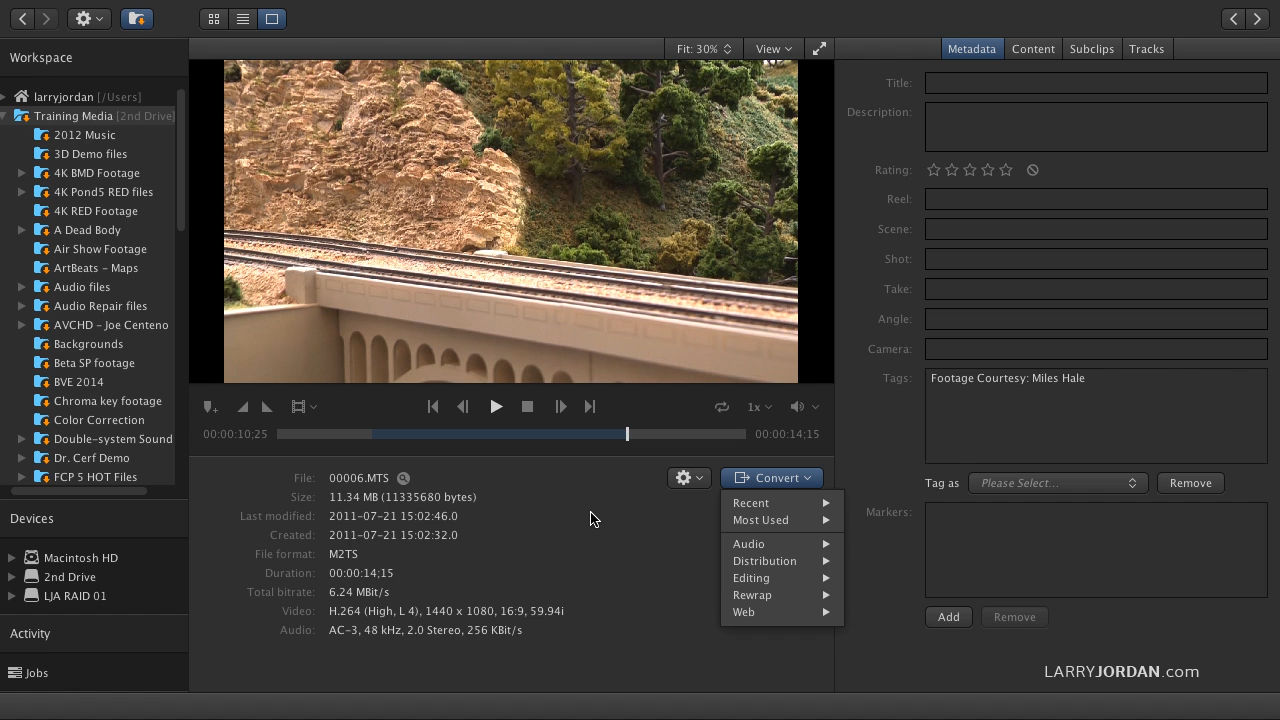 Fit: 30%
View
Metadata
Content
Subclips
Tracks
Workspace
larryjordan [/Users]
Training Media [2nd Drive]
2012 Music
3D Demo files
4K BMD Footage
4K Pond5 RED files
4K RED Footage
A Dead Body
Air Show Footage
ArtBeats – Maps
Audio files
Audio Repair files
AVCHD – Joe Centeno
Backgrounds
Beta SP footage
BVE 2014
Chroma key footage
Color Correction
Double-system Sound
Dr. Cerf Demo
FCP 5 HOT Files
Devices
Macintosh HD
2nd Drive
LJA RAID 01
Activity
Jobs
1x
00:00:10;25
00:00:14;15
File: 00006.MTS
Size: 11.34 MB (11335680 bytes)
Last modified: 2011-07-21 15:02:46.0
Created: 2011-07-21 15:02:32.0
File format: M2TS
Duration: 00:00:14;15
Total bitrate: 6.24 MBit/s
Video: H.264 (High, L 4), 1440 x 1080, 16:9, 59.94i
Audio: AC-3, 48 kHz, 2.0 Stereo, 256 KBit/s
Convert
Recent
Most Used
Audio
Distribution
Editing
Rewrap
Web
Title:
Description:
Rating:
Reel:
Scene:
Shot:
Take:
Angle:
Camera:
Tags: Footage Courtesy: Miles Hale
Tag as Please Select... Remove
Markers:
Add Remove
LARRYJORDAN.com